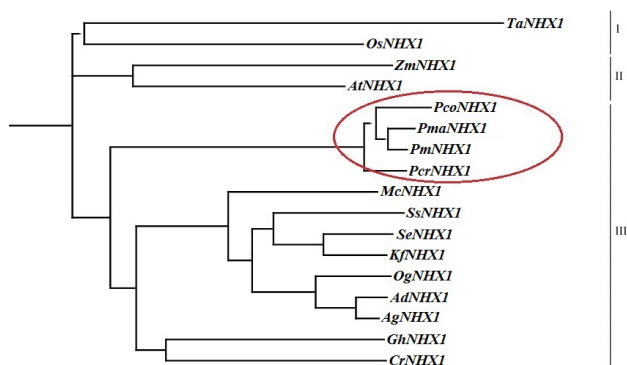 TaNHX1
I
OsNHX1
ZmNHX1
II
AtNHX1
PcoNHX1
PmaNHX1
PmNHX1
PcrNHX1
McNHX1
SsNHX1
III
SeNHX1
KfNHX1
OgNHX1
AdNHX1
AgNHX1
GhNHX1
CrNHX1